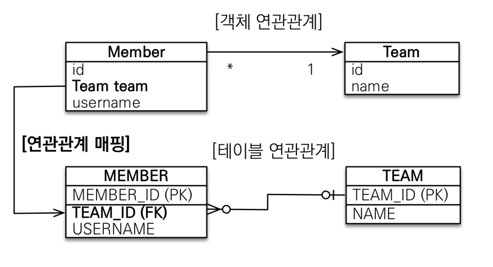 [객체 연관관계]
Member
id
Team team
username
* 1
Team
id
name
[연관관계 매핑]
[테이블 연관관계]
MEMBER
MEMBER_ID (PK)
TEAM_ID (FK)
USERNAME
TEAM
TEAM_ID (PK)
NAME